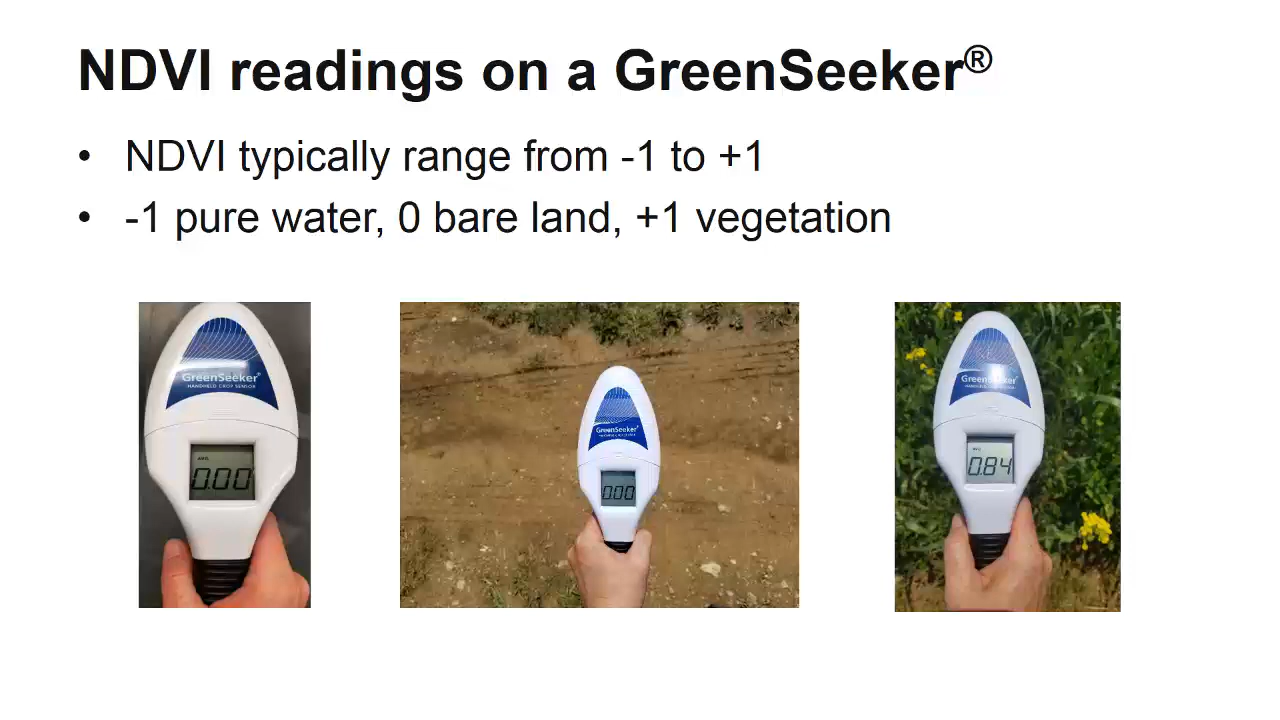 NDVI readings on a GreenSeeker®
• NDVI typically range from -1 to +1
• -1 pure water, 0 bare land, +1 vegetation
GreenSeeker®
HANDHELD CROP SENSOR
0.00
GreenSeeker®
0.00
GreenSeeker®
0.84